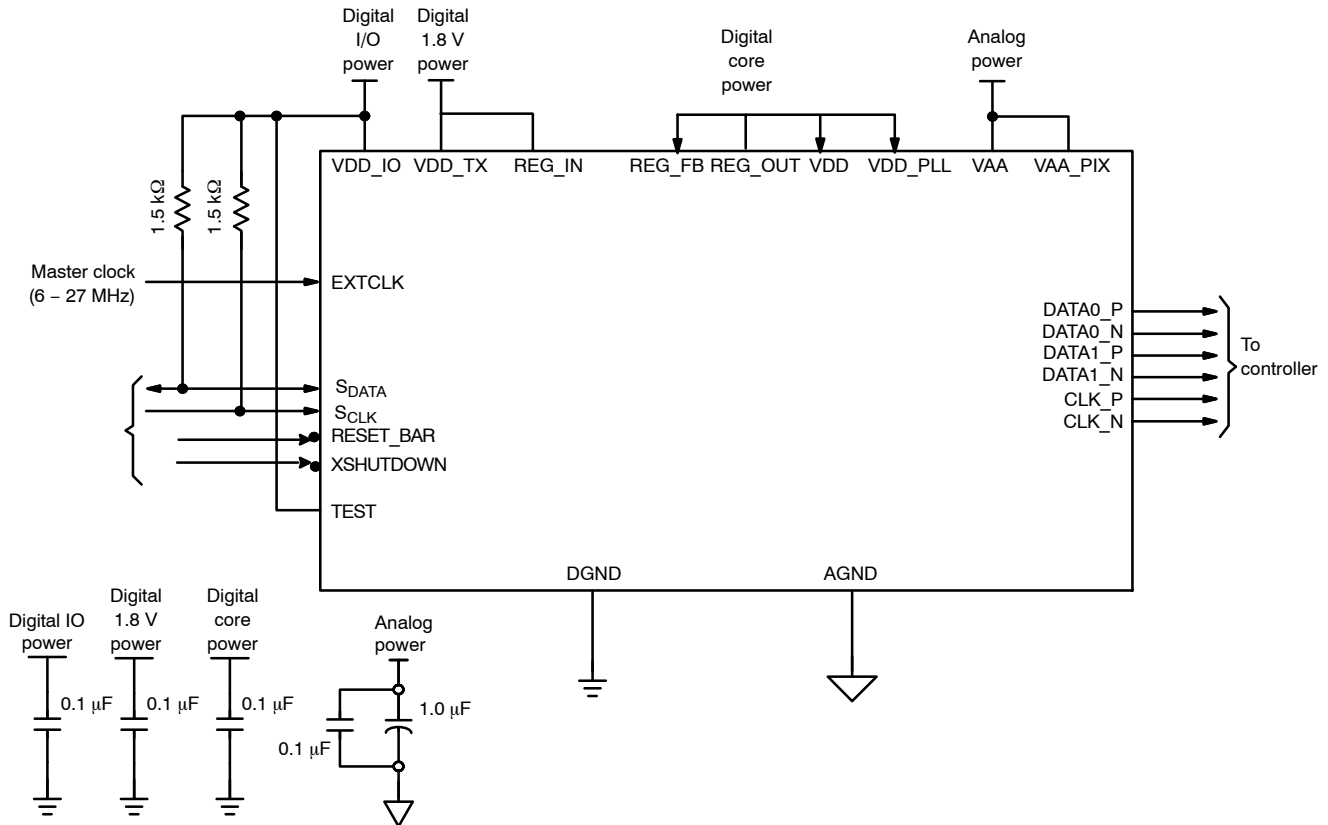 Digital
I/O
power
Digital
1.8 V
power
Digital
core
power
Analog
power
VDD_IO
VDD_TX
REG_IN
REG_FB
REG_OUT
VDD
VDD_PLL
VAA
VAA_PIX
1.5 kΩ
1.5 kΩ
Master clock
(6 – 27 MHz)
EXTCLK
SDATA
SCLK
RESET_BAR
XSHUTDOWN
TEST
DATA0_P
DATA0_N
DATA1_P
DATA1_N
CLK_P
CLK_N
To
controller
DGND
AGND
Digital IO
power
Digital
1.8 V
power
Digital
core
power
Analog
power
0.1 μF
0.1 μF
0.1 μF
0.1 μF
1.0 μF